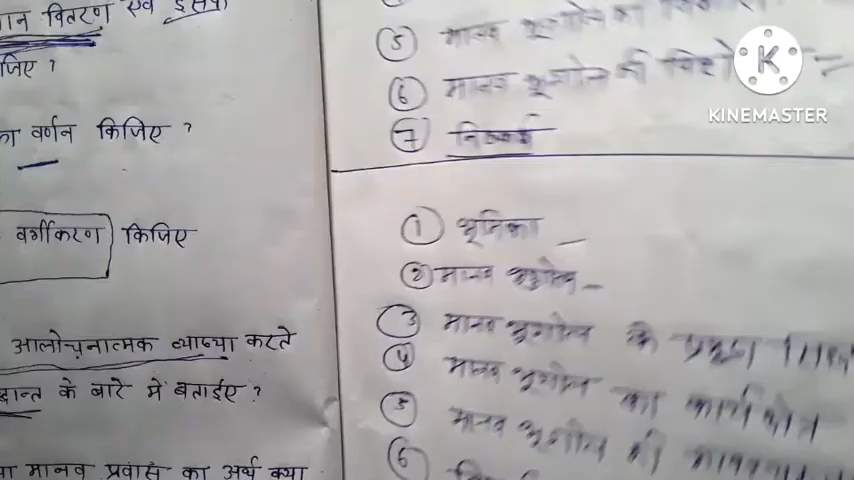 मान वितरण एवं इसका
जिए ?
का वर्णन किजिए ?
वर्गीकरण किजिए
आलोचनात्मक व्याख्या करते
द्धान्त के बारे में बताईए ?
मानव प्रवास का अर्थ क्या
⑤ मानव भूगोल का
⑥ मानव भूगोल की
⑦ निष्कर्ष
① भूमिका
② मानव भूगोल
③ मानव भूगोल के प्रमुख
④ मानव भूगोल का कार्य क्षेत्र
⑤ मानव भूगोल की
⑥
K
KINEMASTER